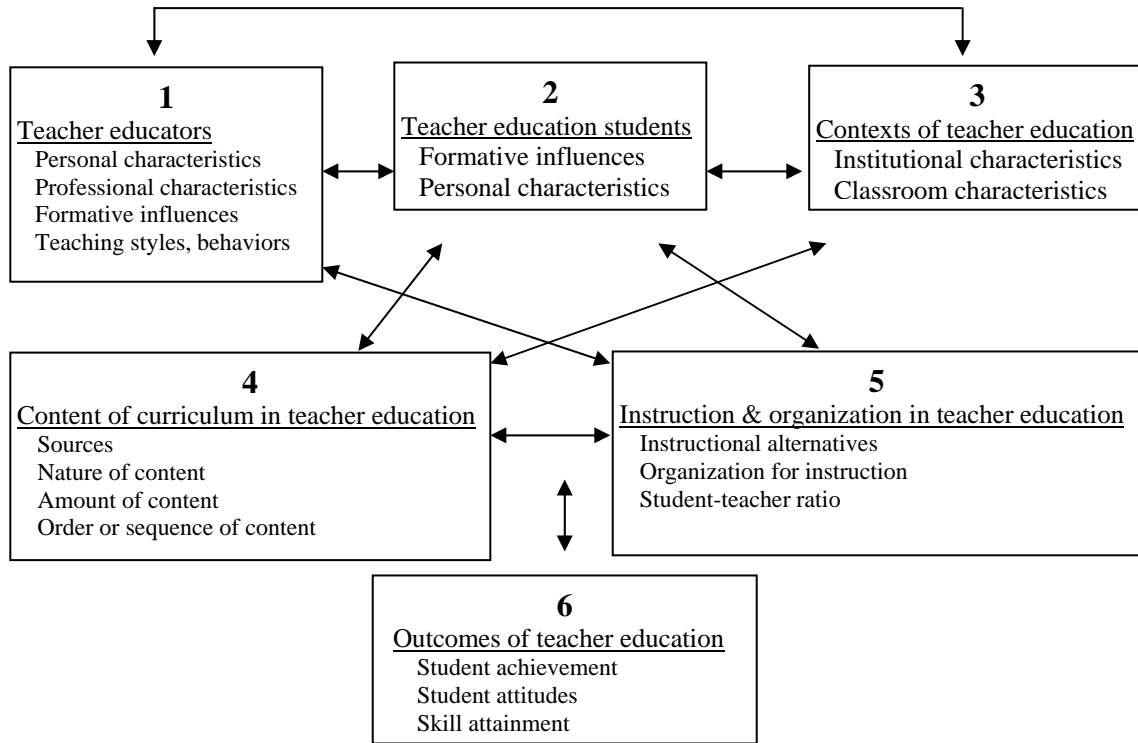 1
Teacher educators
Personal characteristics
Professional characteristics
Formative influences
Teaching styles, behaviors
2
Teacher education students
Formative influences
Personal characteristics
3
Contexts of teacher education
Institutional characteristics
Classroom characteristics
4
Content of curriculum in teacher education
Sources
Nature of content
Amount of content
Order or sequence of content
5
Instruction & organization in teacher education
Instructional alternatives
Organization for instruction
Student-teacher ratio
6
Outcomes of teacher education
Student achievement
Student attitudes
Skill attainment